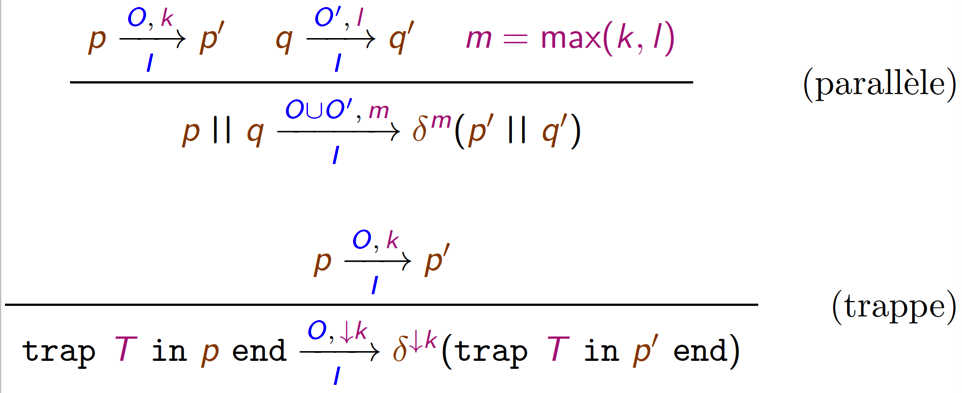 p —O, k→ I p′ q —O′, l→ I q′ m = max(k, l)
(parallèle)
p || q —O∪O′, m→ I δ^m(p′ || q′)
p —O, k→ I p′
(trappe)
trap T in p end —O, ↓k→ I δ^↓k(trap T in p′ end)